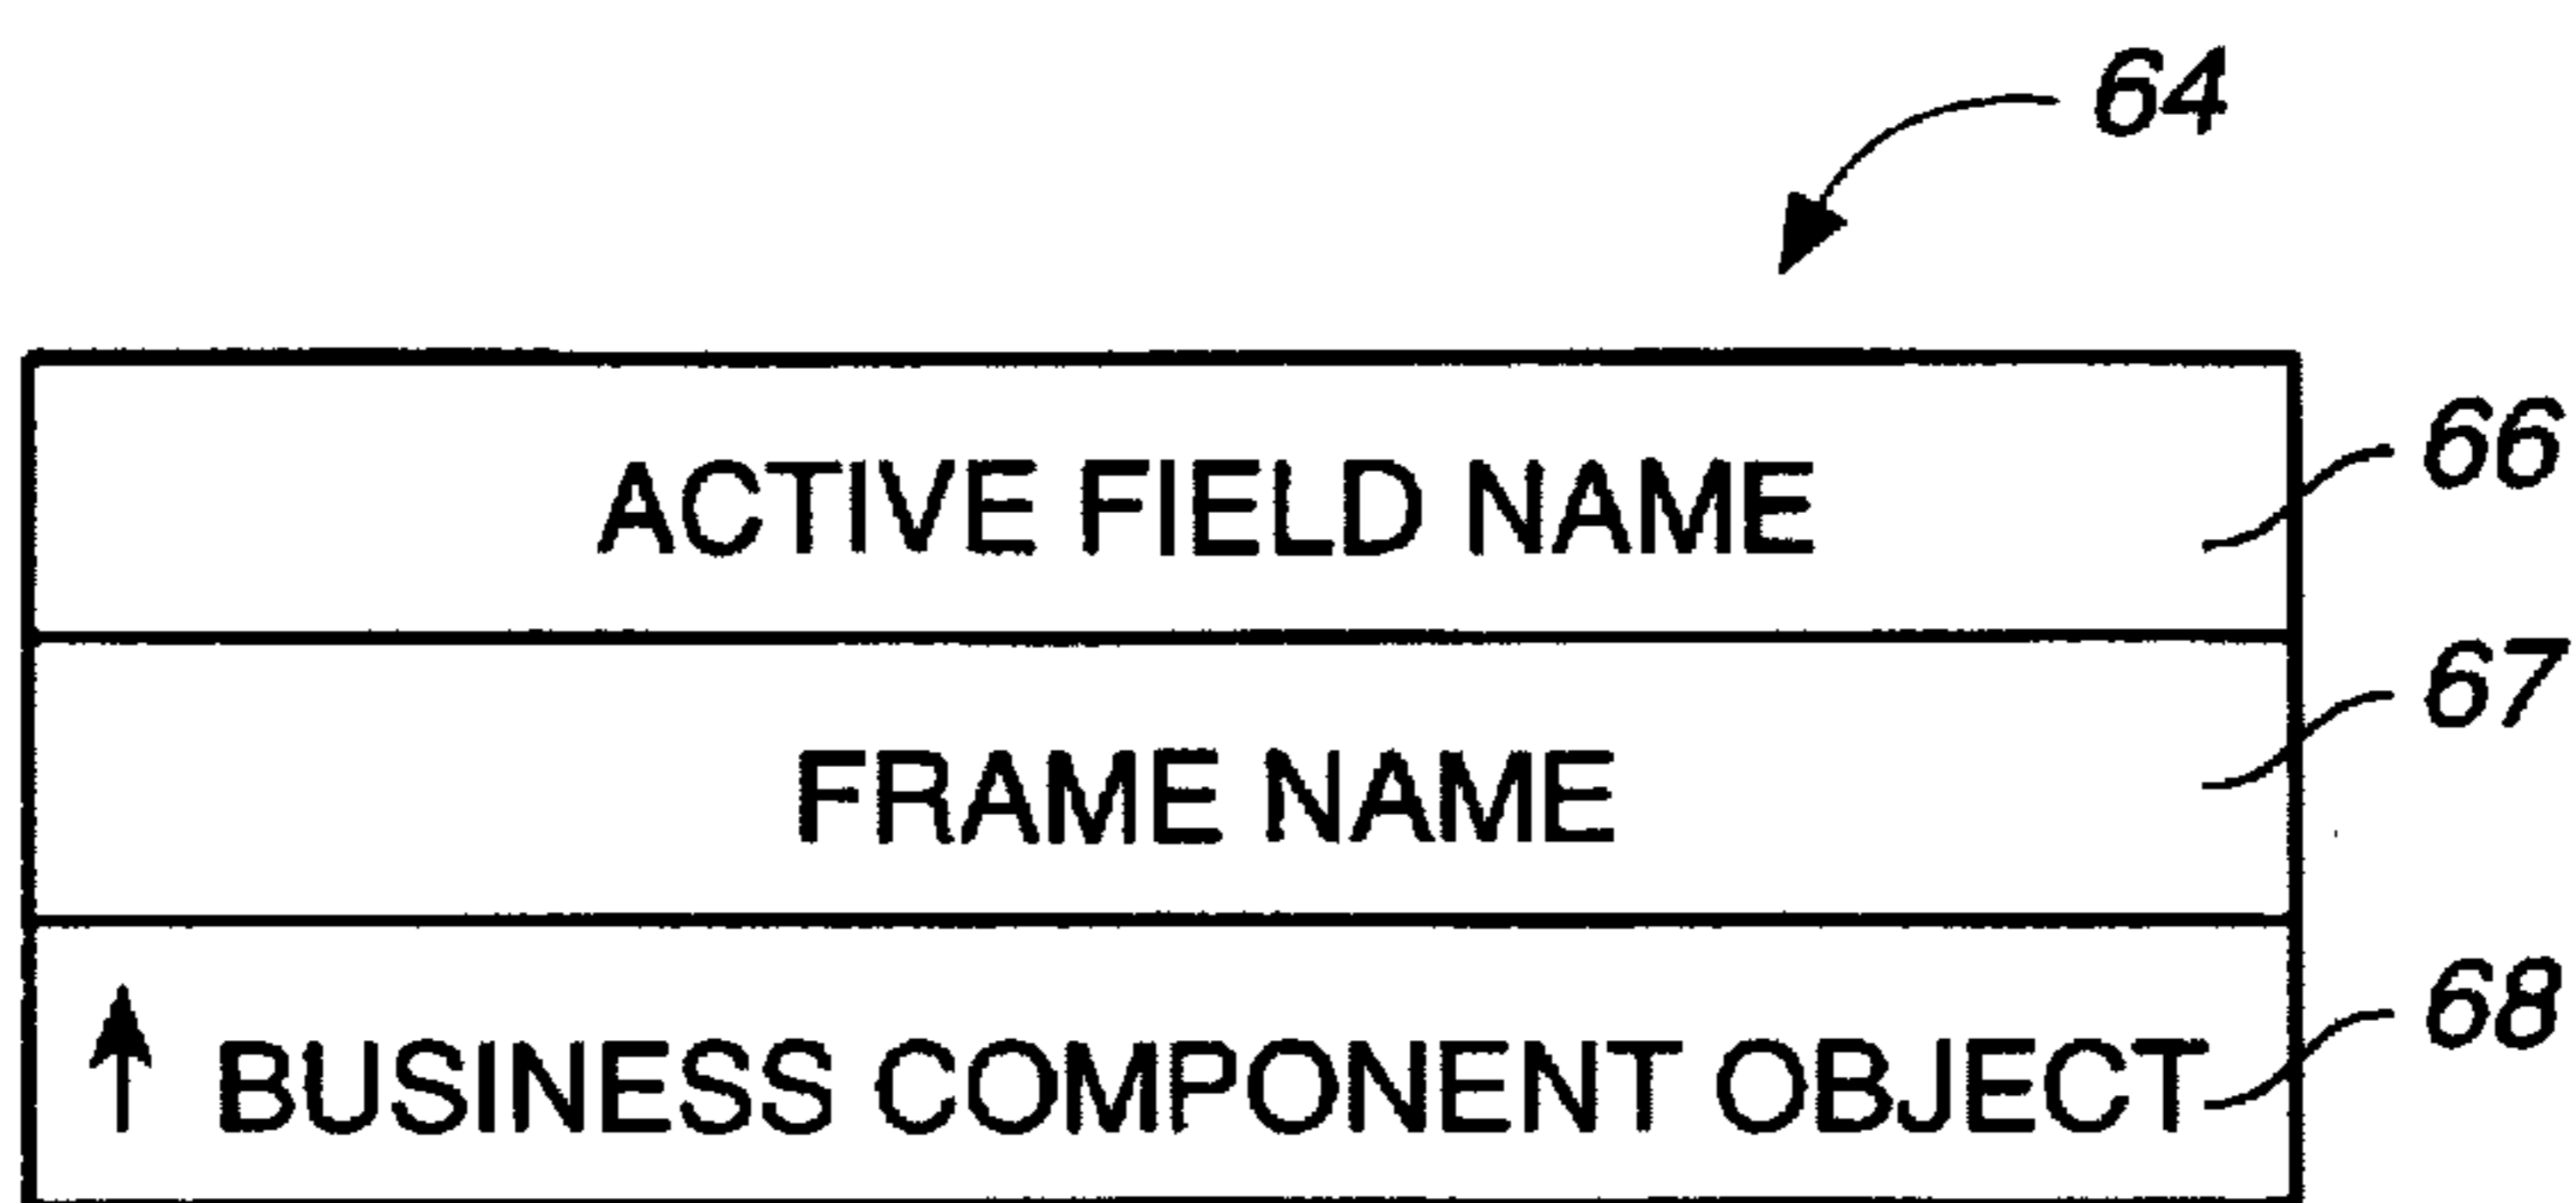 64
ACTIVE FIELD NAME 66
FRAME NAME 67
↑ BUSINESS COMPONENT OBJECT 68